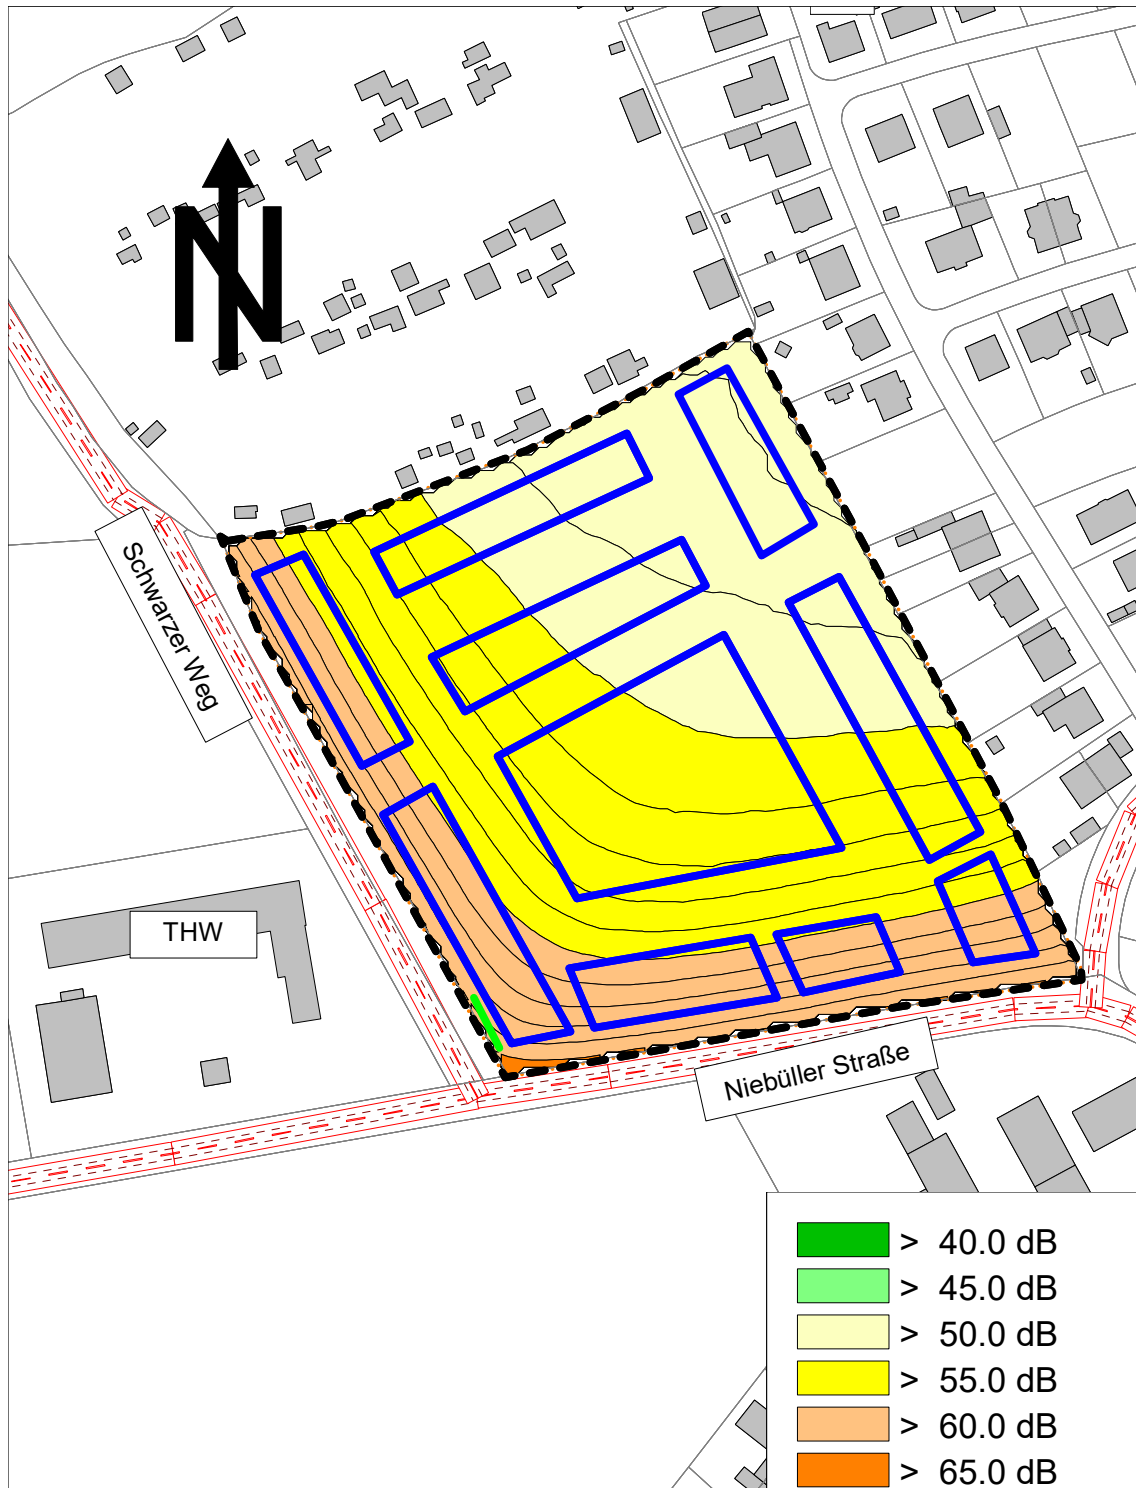 N
Schwarzer Weg
THW
Niebüller Straße
> 40.0 dB
> 45.0 dB
> 50.0 dB
> 55.0 dB
> 60.0 dB
> 65.0 dB